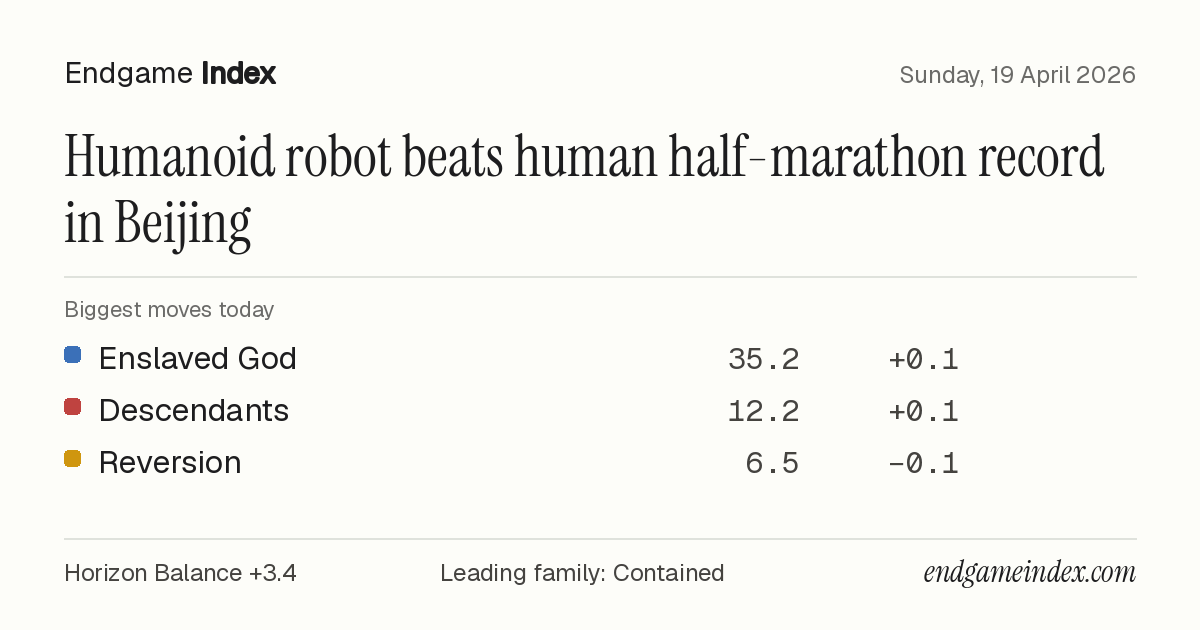 Endgame Index
Sunday, 19 April 2026
Humanoid robot beats human half-marathon record
in Beijing
Biggest moves today
Enslaved God 35.2 +0.1
Descendants 12.2 +0.1
Reversion 6.5 −0.1
Horizon Balance +3.4
Leading family: Contained
endgameindex.com